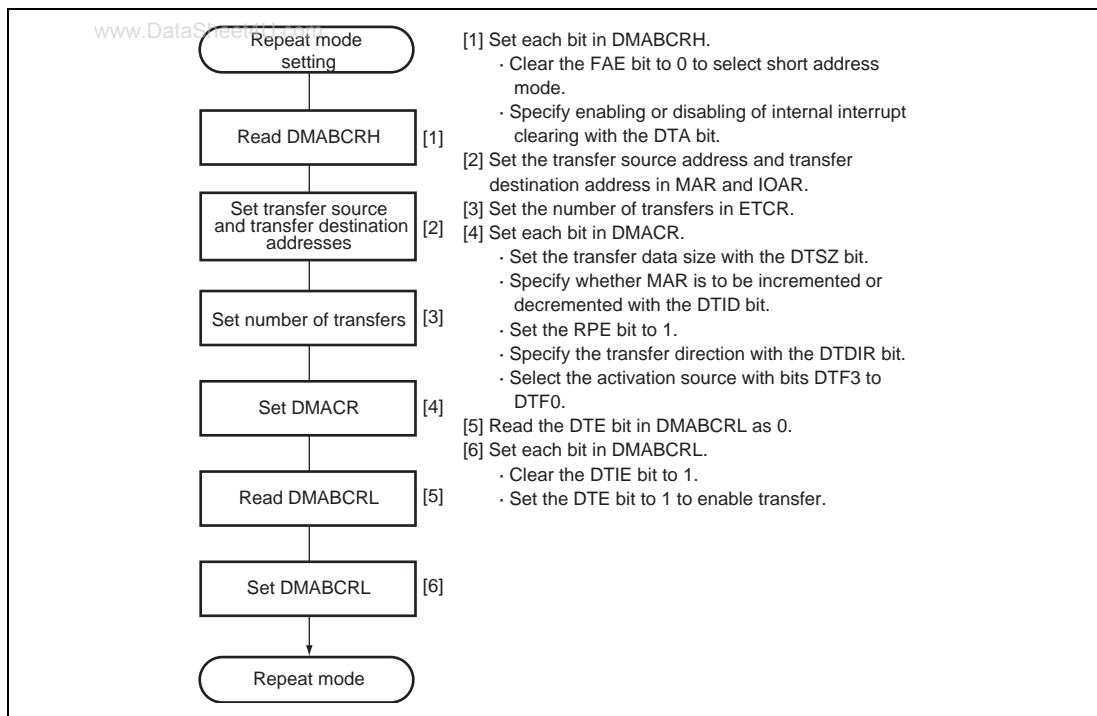 www.DataSheet4U.com
Repeat mode
setting
Read DMABCRH [1]
Set transfer source
and transfer destination
addresses
[2]
Set number of transfers [3]
Set DMACR [4]
Read DMABCRL [5]
Set DMABCRL [6]
Repeat mode
[1] Set each bit in DMABCRH.
· Clear the FAE bit to 0 to select short address
mode.
· Specify enabling or disabling of internal interrupt
clearing with the DTA bit.
[2] Set the transfer source address and transfer
destination address in MAR and IOAR.
[3] Set the number of transfers in ETCR.
[4] Set each bit in DMACR.
· Set the transfer data size with the DTSZ bit.
· Specify whether MAR is to be incremented or
decremented with the DTID bit.
· Set the RPE bit to 1.
· Specify the transfer direction with the DTDIR bit.
· Select the activation source with bits DTF3 to
DTF0.
[5] Read the DTE bit in DMABCRL as 0.
[6] Set each bit in DMABCRL.
· Clear the DTIE bit to 1.
· Set the DTE bit to 1 to enable transfer.